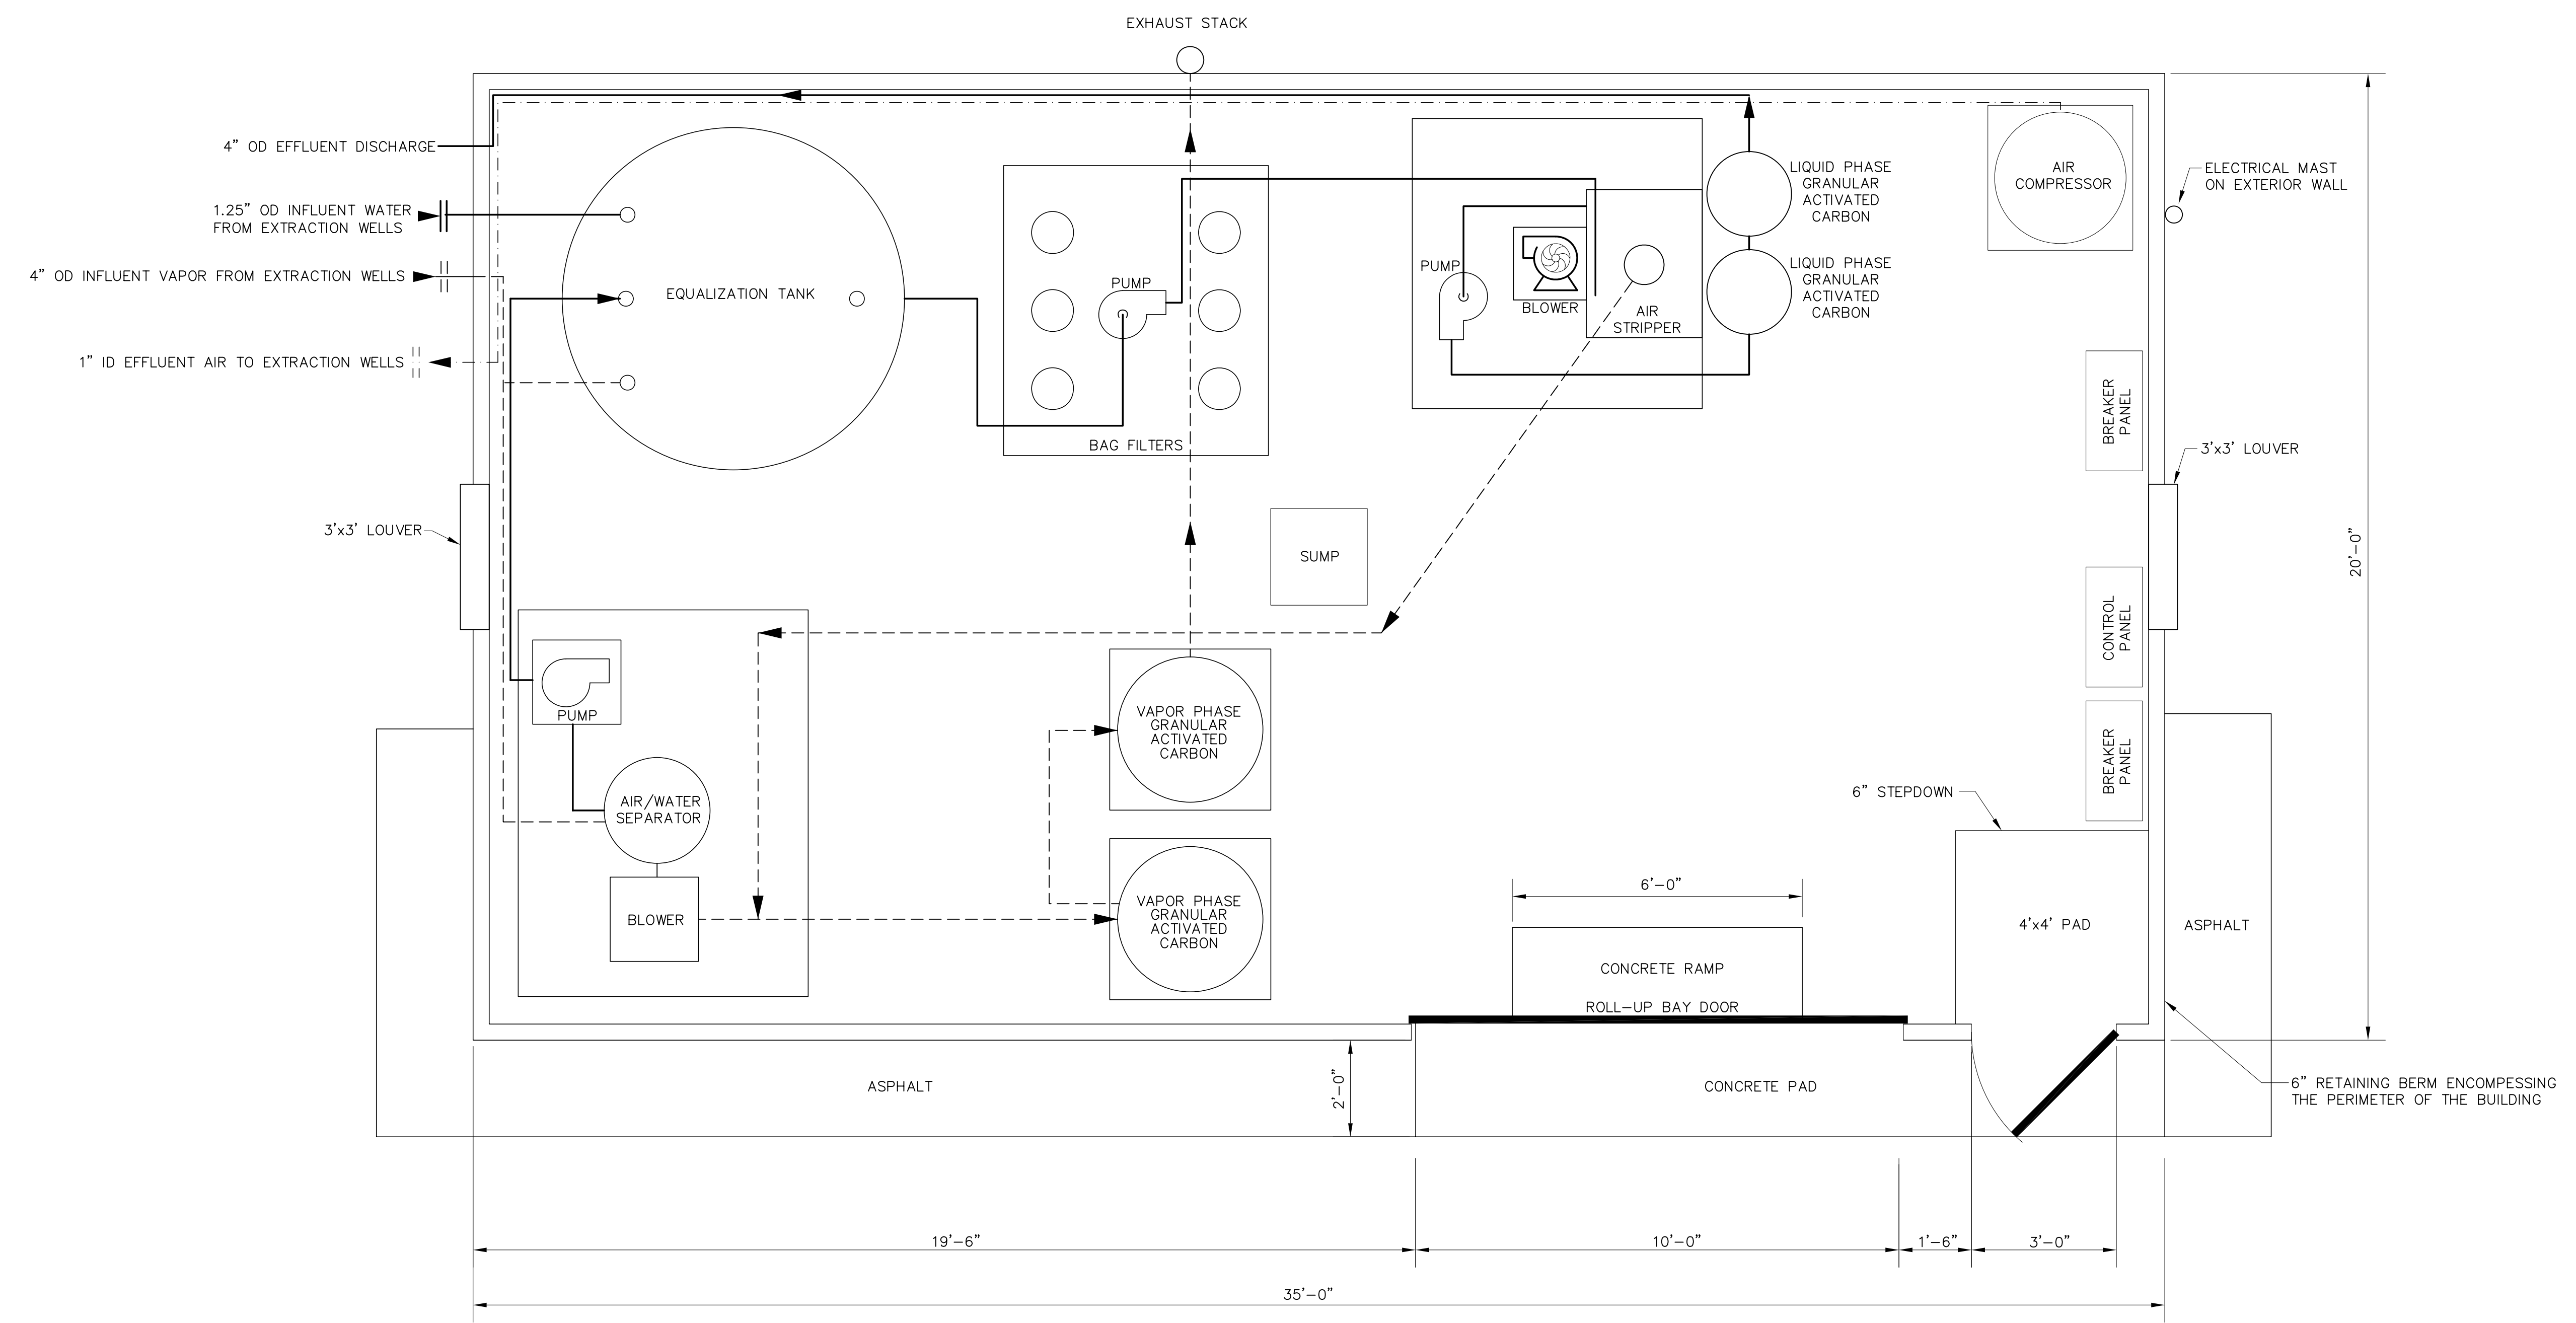 EXHAUST STACK
4” OD EFFLUENT DISCHARGE
1.25” OD INFLUENT WATER
FROM EXTRACTION WELLS
4” OD INFLUENT VAPOR FROM EXTRACTION WELLS
1” ID EFFLUENT AIR TO EXTRACTION WELLS
3’x3’ LOUVER
EQUALIZATION TANK
PUMP
BAG FILTERS
PUMP
BLOWER
AIR
STRIPPER
LIQUID PHASE
GRANULAR
ACTIVATED
CARBON
LIQUID PHASE
GRANULAR
ACTIVATED
CARBON
AIR
COMPRESSOR
ELECTRICAL MAST
ON EXTERIOR WALL
BREAKER
PANEL
3’x3’ LOUVER
20’–0”
SUMP
CONTROL
PANEL
BREAKER
PANEL
PUMP
AIR/WATER
SEPARATOR
BLOWER
VAPOR PHASE
GRANULAR
ACTIVATED
CARBON
VAPOR PHASE
GRANULAR
ACTIVATED
CARBON
6” STEPDOWN
6’–0”
CONCRETE RAMP
ROLL–UP BAY DOOR
4’x4’ PAD
ASPHALT
ASPHALT
2’–0”
CONCRETE PAD
6” RETAINING BERM ENCOMPESSING
THE PERIMETER OF THE BUILDING
19’–6”
10’–0”
1’–6”
3’–0”
35’–0”